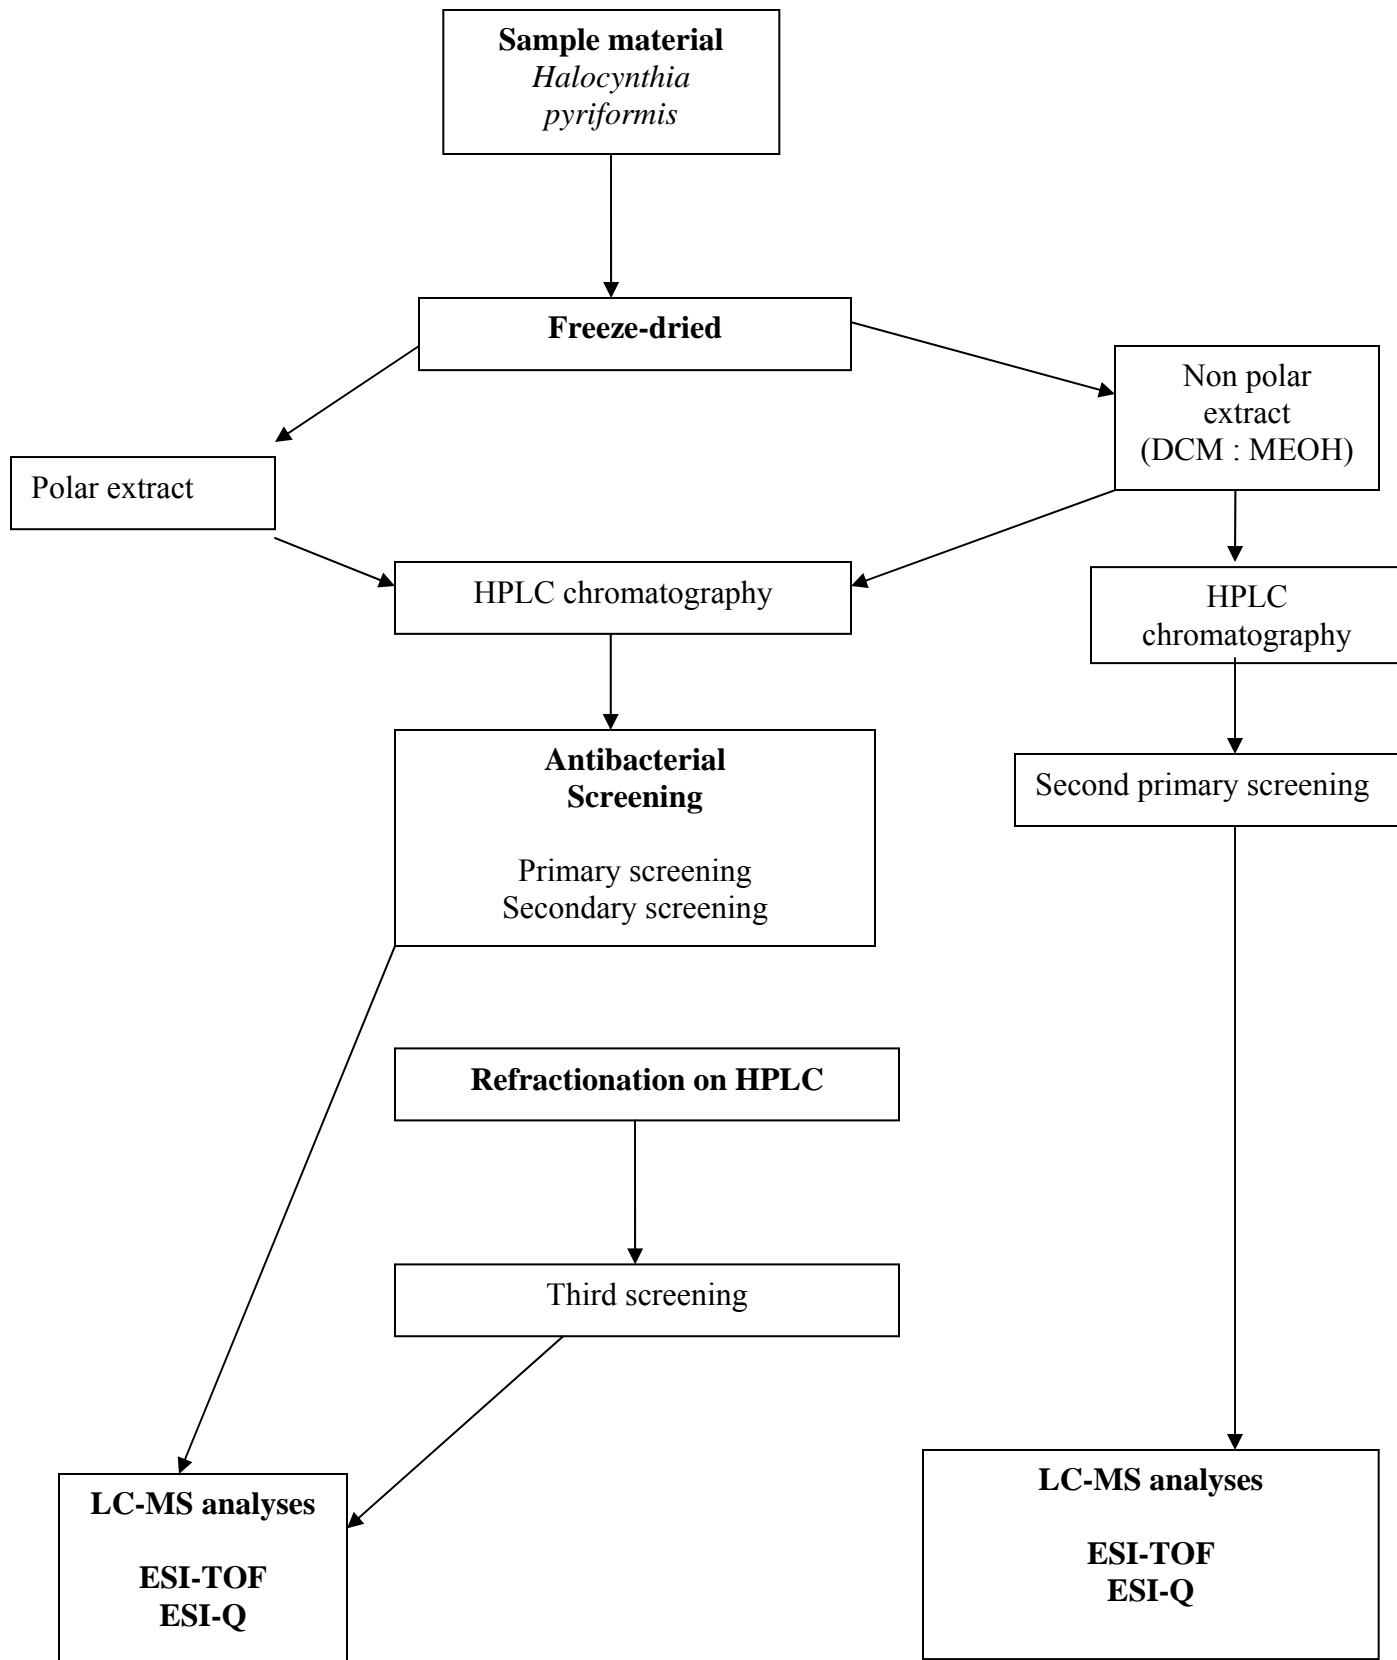 Sample material
Halocynthia
pyriformis
Freeze-dried
Non polar
extract
(DCM : MEOH)
Polar extract
HPLC chromatography
HPLC
chromatography
Antibacterial
Screening
Primary screening
Secondary screening
Second primary screening
Refractionation on HPLC
Third screening
LC-MS analyses
ESI-TOF
ESI-Q
LC-MS analyses
ESI-TOF
ESI-Q